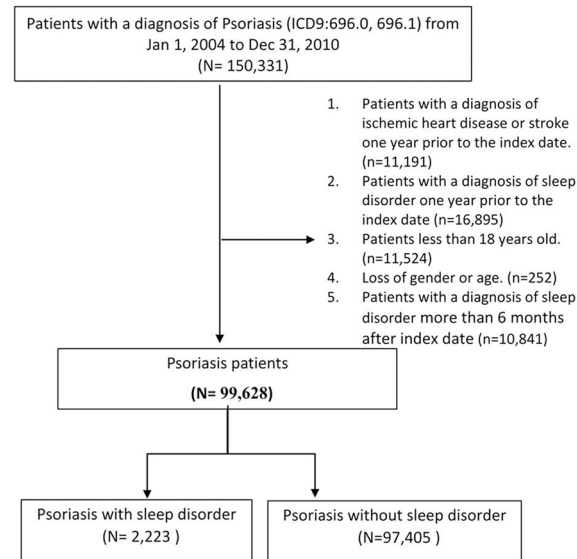 Patients with a diagnosis of Psoriasis (ICD9:696.0, 696.1) from
Jan 1, 2004 to Dec 31, 2010
(N= 150,331)
1. Patients with a diagnosis of
ischemic heart disease or stroke
one year prior to the index date.
(n=11,191)
2. Patients with a diagnosis of sleep
disorder one year prior to the
index date (n=16,895)
3. Patients less than 18 years old.
(n=11,524)
4. Loss of gender or age. (n=252)
5. Patients with a diagnosis of sleep
disorder more than 6 months
after index date (n=10,841)
Psoriasis patients
(N= 99,628)
Psoriasis with sleep disorder
(N= 2,223 )
Psoriasis without sleep disorder
(N=97,405 )